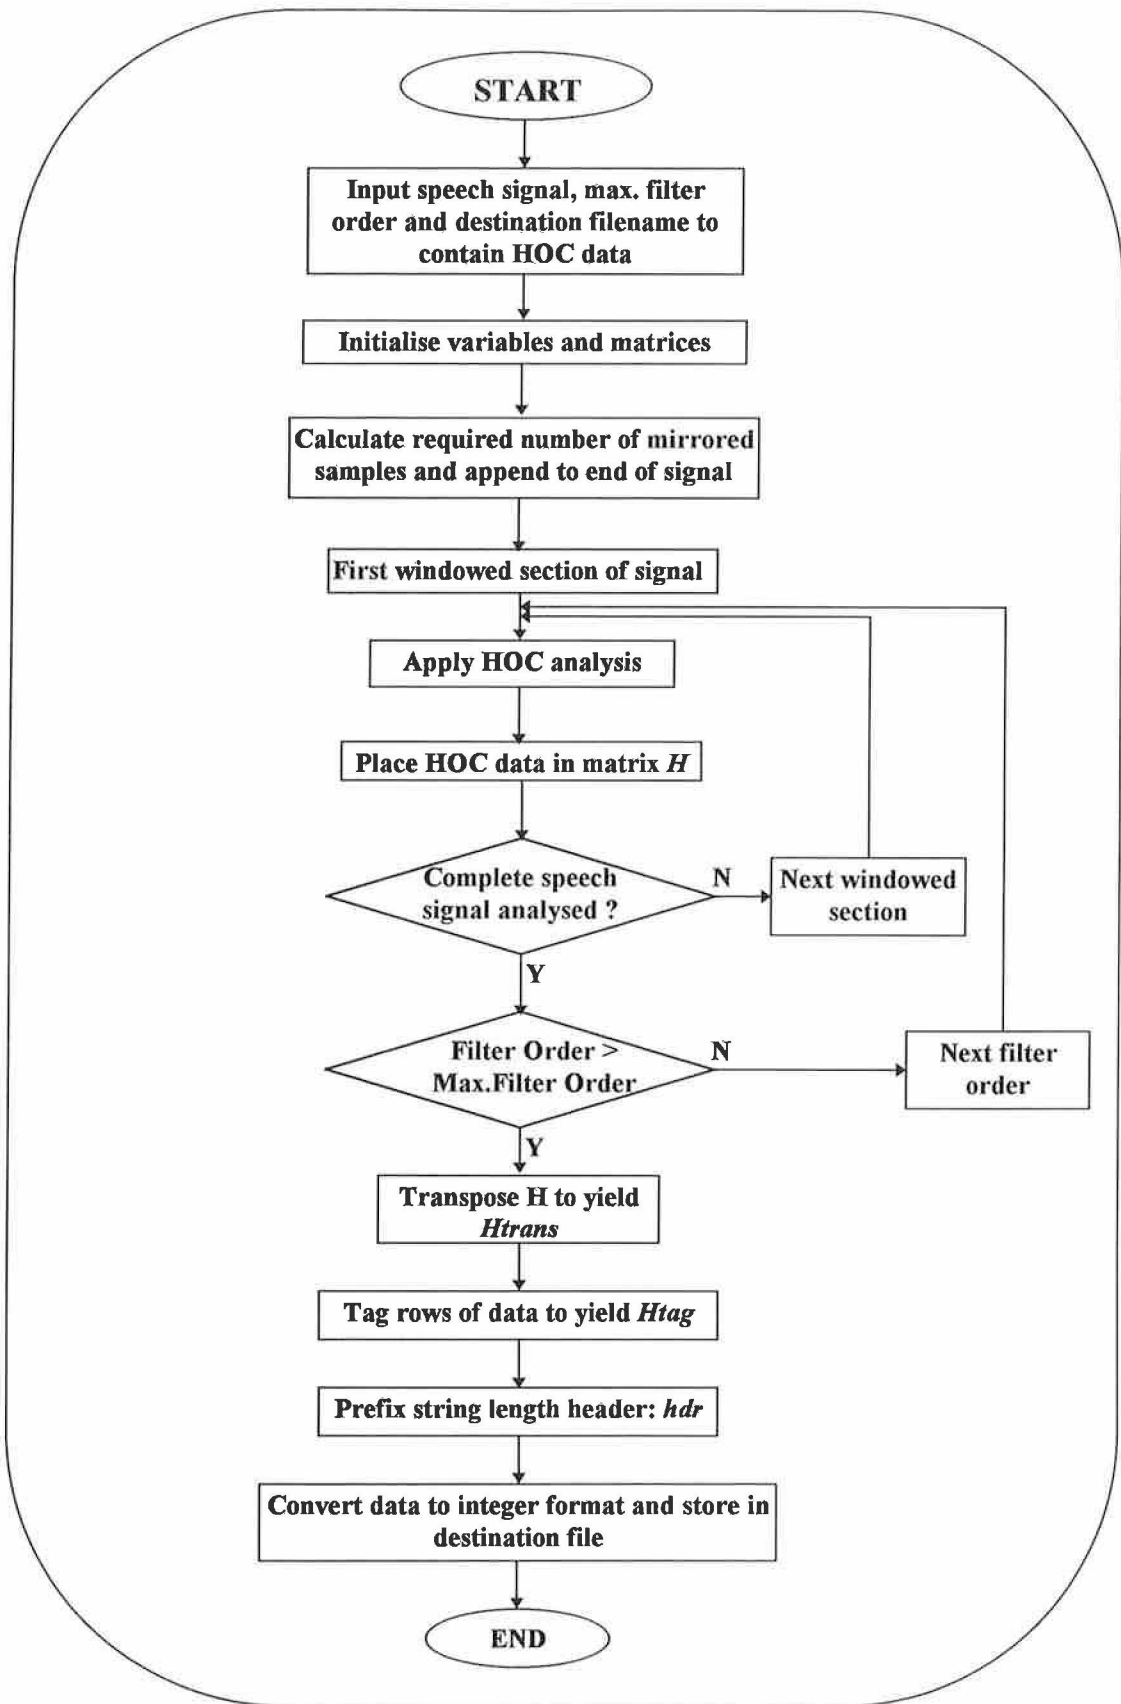 START
Input speech signal, max. filter
order and destination filename to
contain HOC data
Initialise variables and matrices
Calculate required number of mirrored
samples and append to end of signal
First windowed section of signal
Apply HOC analysis
Place HOC data in matrix H
Complete speech
signal analysed ?
N
Next windowed
section
Y
Filter Order >
Max.Filter Order
N
Next filter
order
Y
Transpose H to yield
Htrans
Tag rows of data to yield Htag
Prefix string length header: hdr
Convert data to integer format and store in
destination file
END